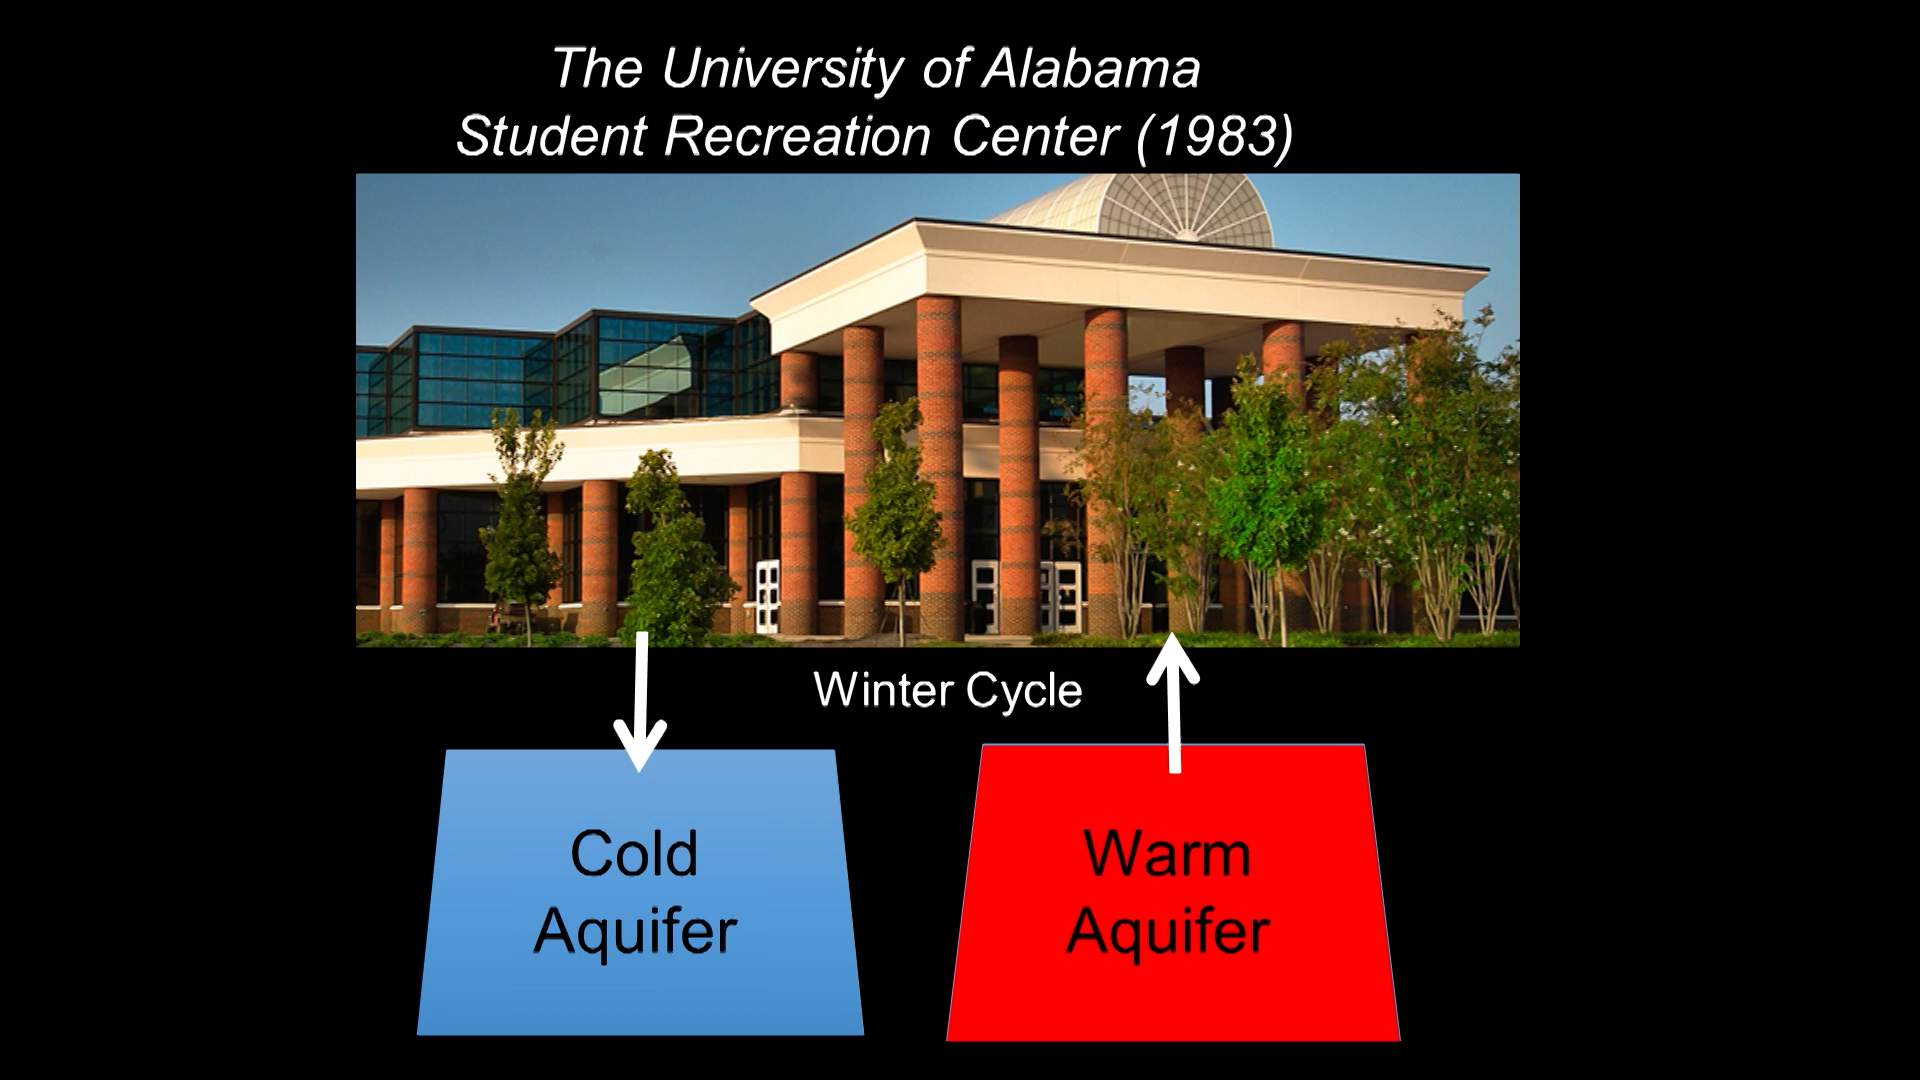 The University of Alabama
Student Recreation Center (1983)
Winter Cycle
Cold
Aquifer
Warm
Aquifer